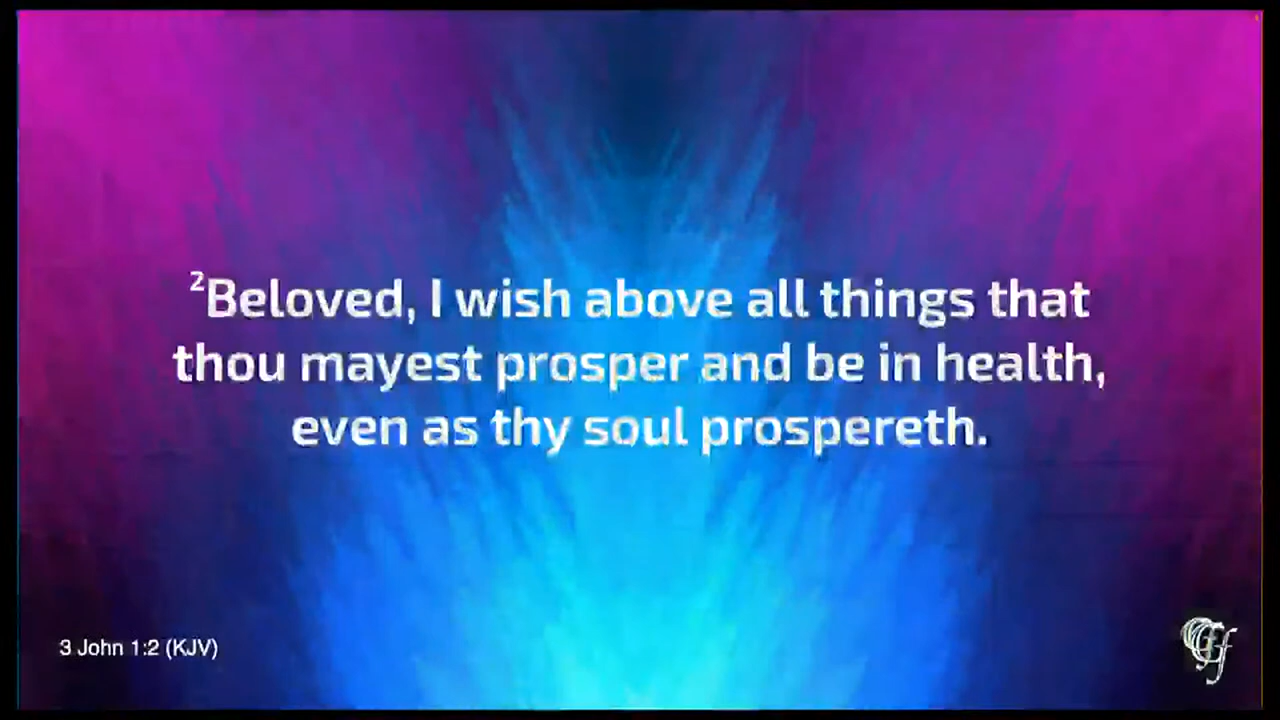 ²Beloved, I wish above all things that
thou mayest prosper and be in health,
even as thy soul prospereth.
3 John 1:2 (KJV)